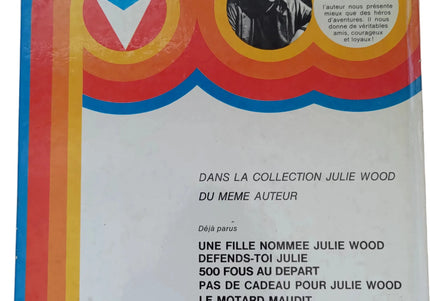 l'auteur nous présente
mieux que des héros
d'aventures. Il nous
donne de véritables
amis, courageux
et loyaux!
DANS LA COLLECTION JULIE WOOD
DU MEME AUTEUR
Déjà parus
UNE FILLE NOMMEE JULIE WOOD
DEFENDS-TOI JULIE
500 FOUS AU DEPART
PAS DE CADEAU POUR JULIE WOOD
LE MOTARD MAUDIT